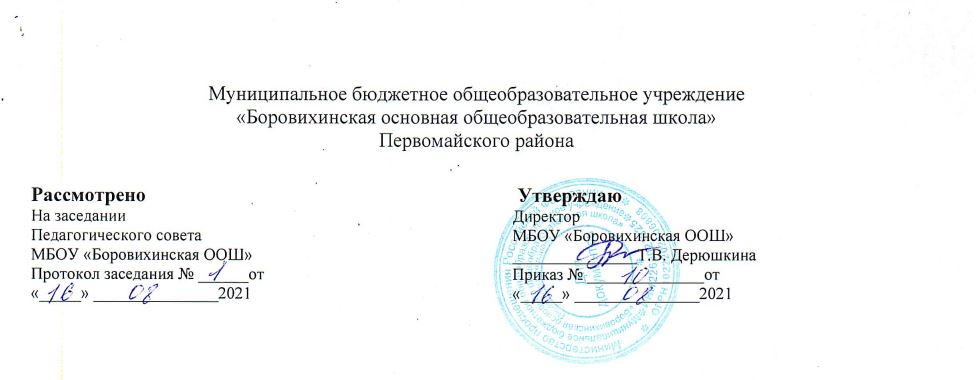 Муниципальное бюджетное общеобразовательное учреждение
«Боровихинская основная общеобразовательная школа»
Первомайского района
Рассмотрено
На заседании
Педагогического совета
МБОУ «Боровихинская ООШ»
Протокол заседания № 1 от
«16» 08 2021
Утверждаю
Директор
МБОУ «Боровихинская ООШ»
Т.В. Дерюшкина
Приказ № 10 от
«16» 08 2021